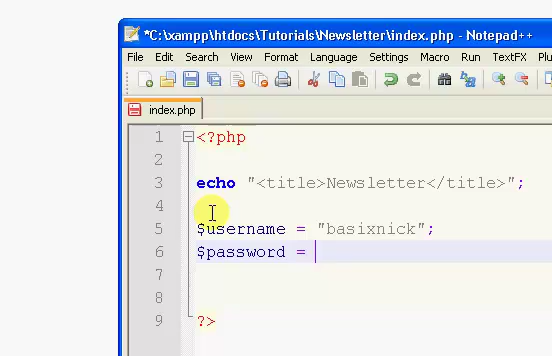 *C:\xampp\htdocs\Tutorials\Newsletter\index.php - Notepad++
File Edit Search View Format Language Settings Macro Run TextFX Plu
index.php
1 <?php
2
3 echo "<title>Newsletter</title>";
4
5 $username = "basixnick";
6 $password =
7
8
9 ?>